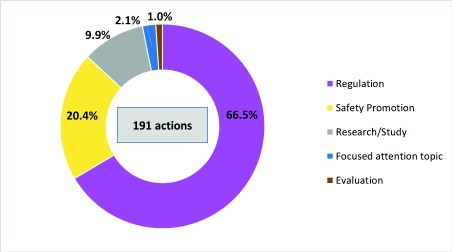 1.0%
2.1%
9.9%
20.4%
191 actions
66.5%
Regulation
Safety Promotion
Research/Study
Focused attention topic
Evaluation